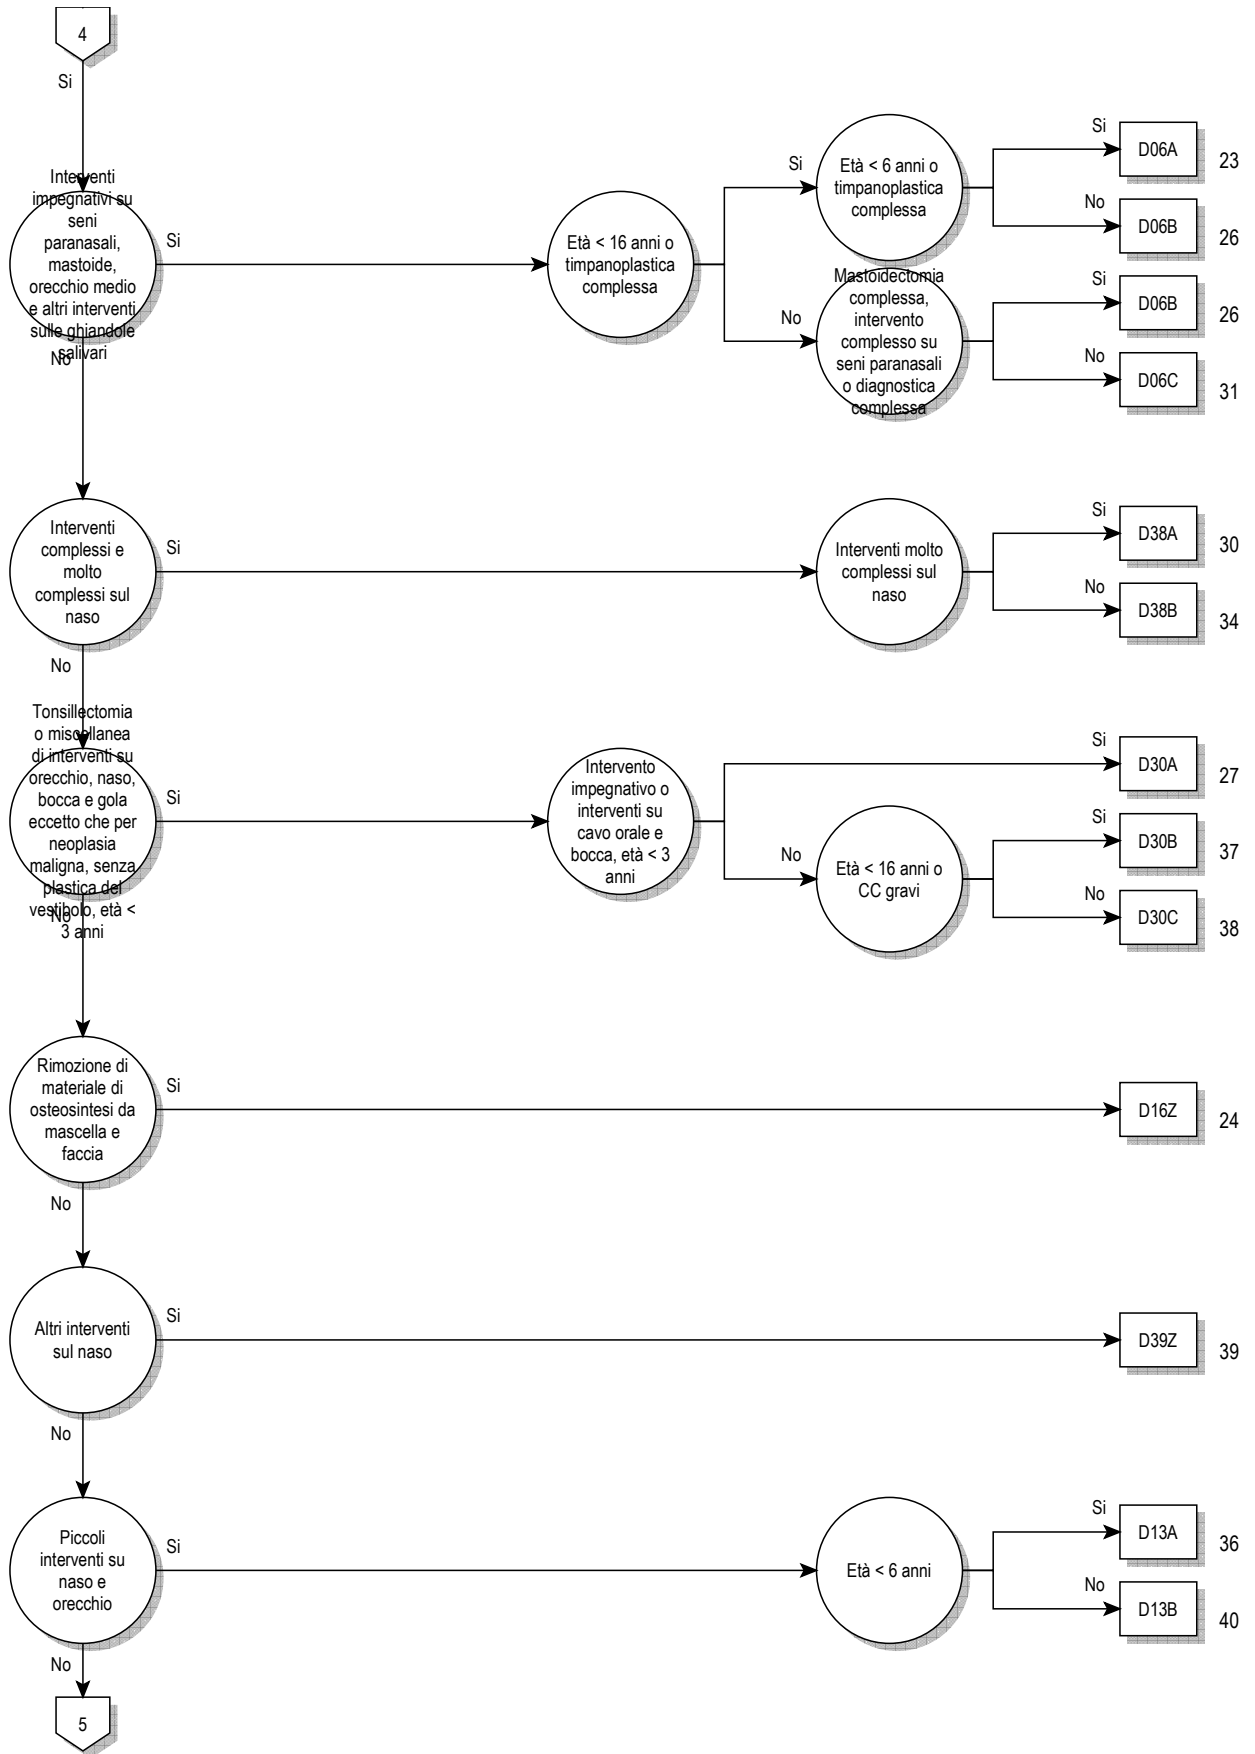 4
Si
Interventi
impegnativi su
seni
paranasali,
mastoide,
orecchio medio
e altri interventi
sulle ghiandole
salivari
Si
No
Età < 16 anni o
timpanoplastica
complessa
Si
Età < 6 anni o
timpanoplastica
complessa
Si
D06A
23
No
D06B
26
No
Mastoidectomia
complessa,
intervento
complesso su
seni paranasali
o diagnostica
complessa
Si
D06B
26
No
D06C
31
Interventi
complessi e
molto
complessi sul
naso
Si
No
Interventi molto
complessi sul
naso
Si
D38A
30
No
D38B
34
Tonsillectomia
o miscellanea
di interventi su
orecchio, naso,
bocca e gola
eccetto che per
neoplasia
maligna, senza
plastica del
vestibolo, età <
3 anni
Si
No
Intervento
impegnativo o
interventi su
cavo orale e
bocca, età < 3
anni
Si
D30A
27
No
Età < 16 anni o
CC gravi
Si
D30B
37
No
D30C
38
Rimozione di
materiale di
osteosintesi da
mascella e
faccia
Si
D16Z
24
No
Altri interventi
sul naso
Si
D39Z
39
No
Piccoli
interventi su
naso e
orecchio
Si
Età < 6 anni
Si
D13A
36
No
D13B
40
No
5